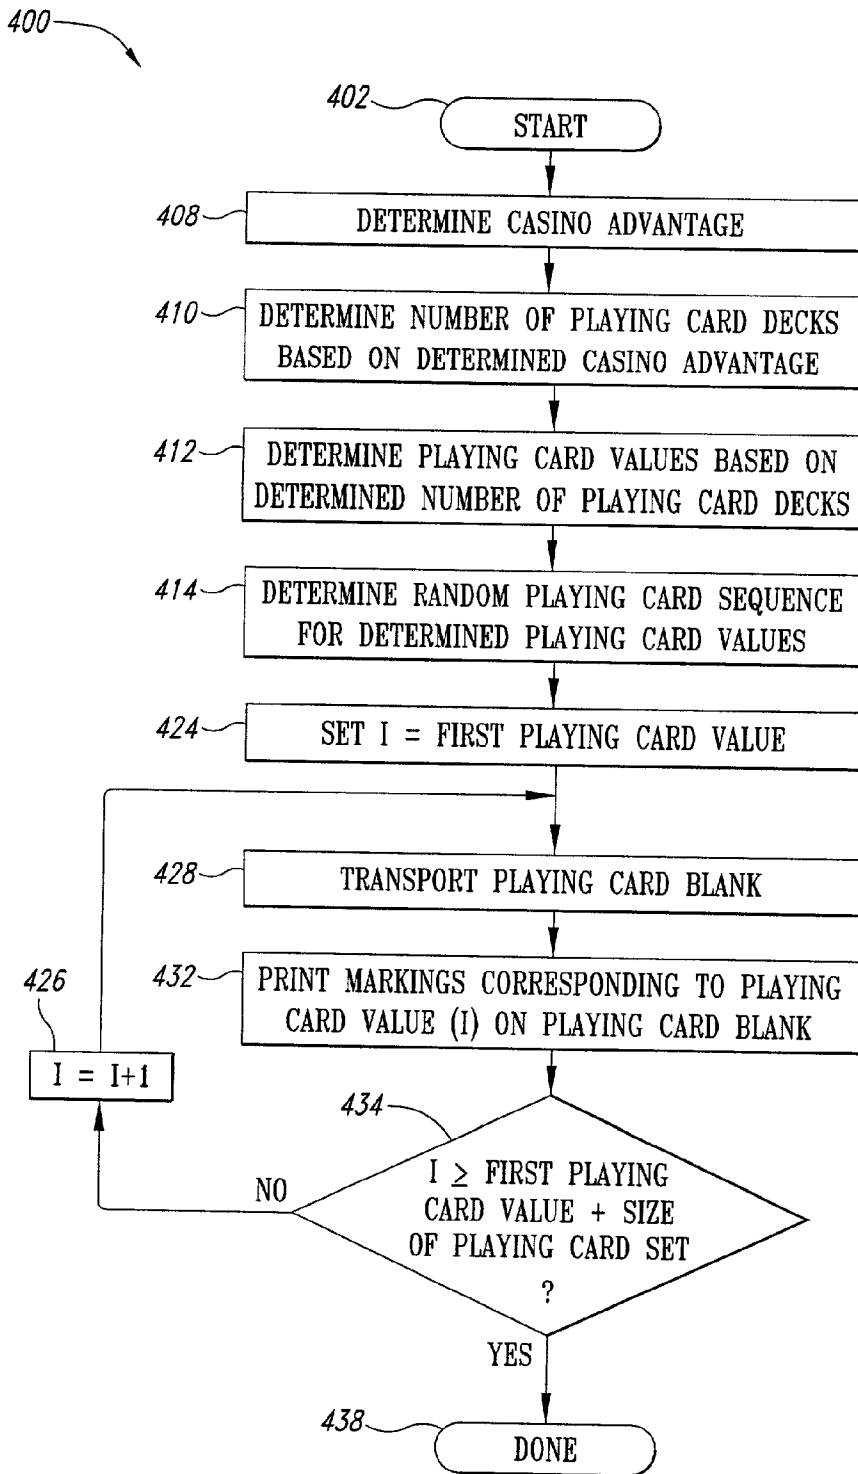 400
402
START
408
DETERMINE CASINO ADVANTAGE
410
DETERMINE NUMBER OF PLAYING CARD DECKS
BASED ON DETERMINED CASINO ADVANTAGE
412
DETERMINE PLAYING CARD VALUES BASED ON
DETERMINED NUMBER OF PLAYING CARD DECKS
414
DETERMINE RANDOM PLAYING CARD SEQUENCE
FOR DETERMINED PLAYING CARD VALUES
424
SET I = FIRST PLAYING CARD VALUE
428
TRANSPORT PLAYING CARD BLANK
432
PRINT MARKINGS CORRESPONDING TO PLAYING
CARD VALUE (I) ON PLAYING CARD BLANK
426
I = I+1
434
I ≥ FIRST PLAYING
CARD VALUE + SIZE
OF PLAYING CARD SET
?
NO
YES
438
DONE